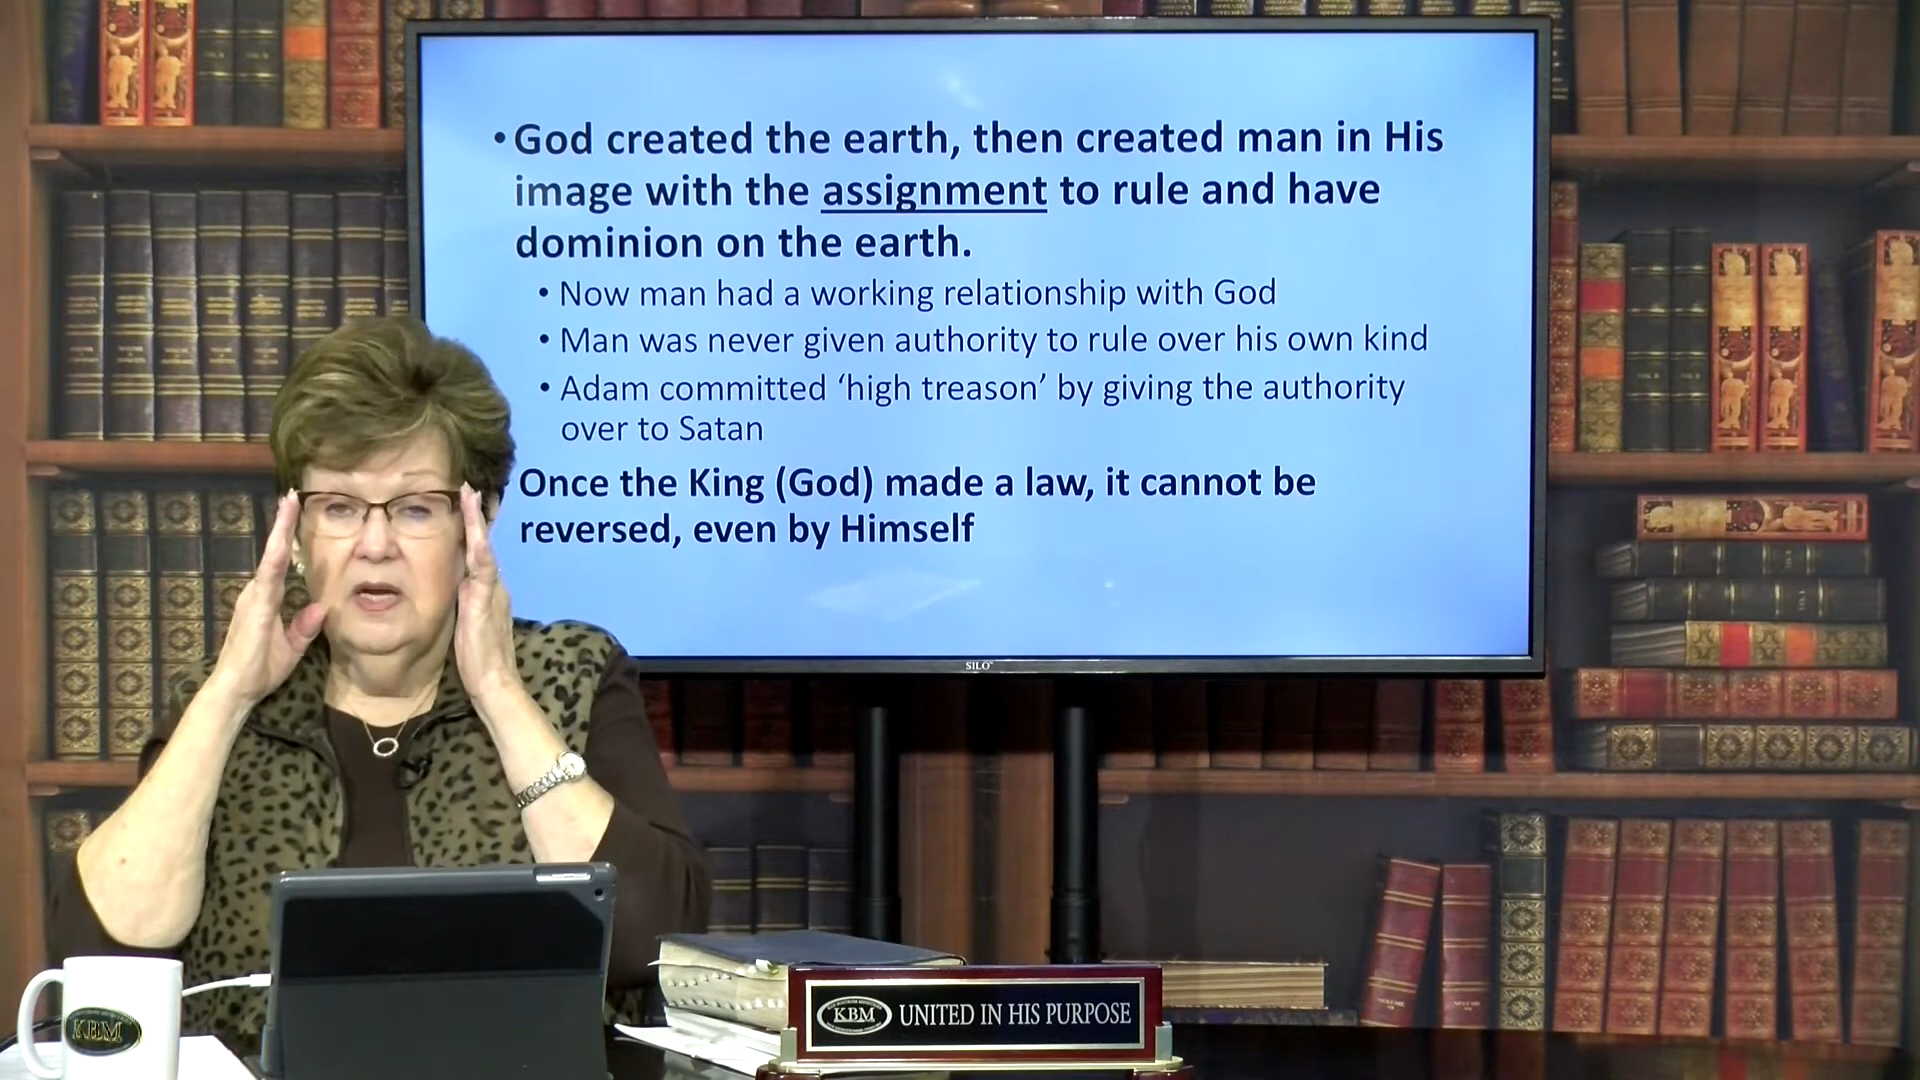 • God created the earth, then created man in His
image with the assignment to rule and have
dominion on the earth.
• Now man had a working relationship with God
• Man was never given authority to rule over his own kind
• Adam committed ‘high treason’ by giving the authority
over to Satan
Once the King (God) made a law, it cannot be
reversed, even by Himself
SILO
KBM
KBM UNITED IN HIS PURPOSE